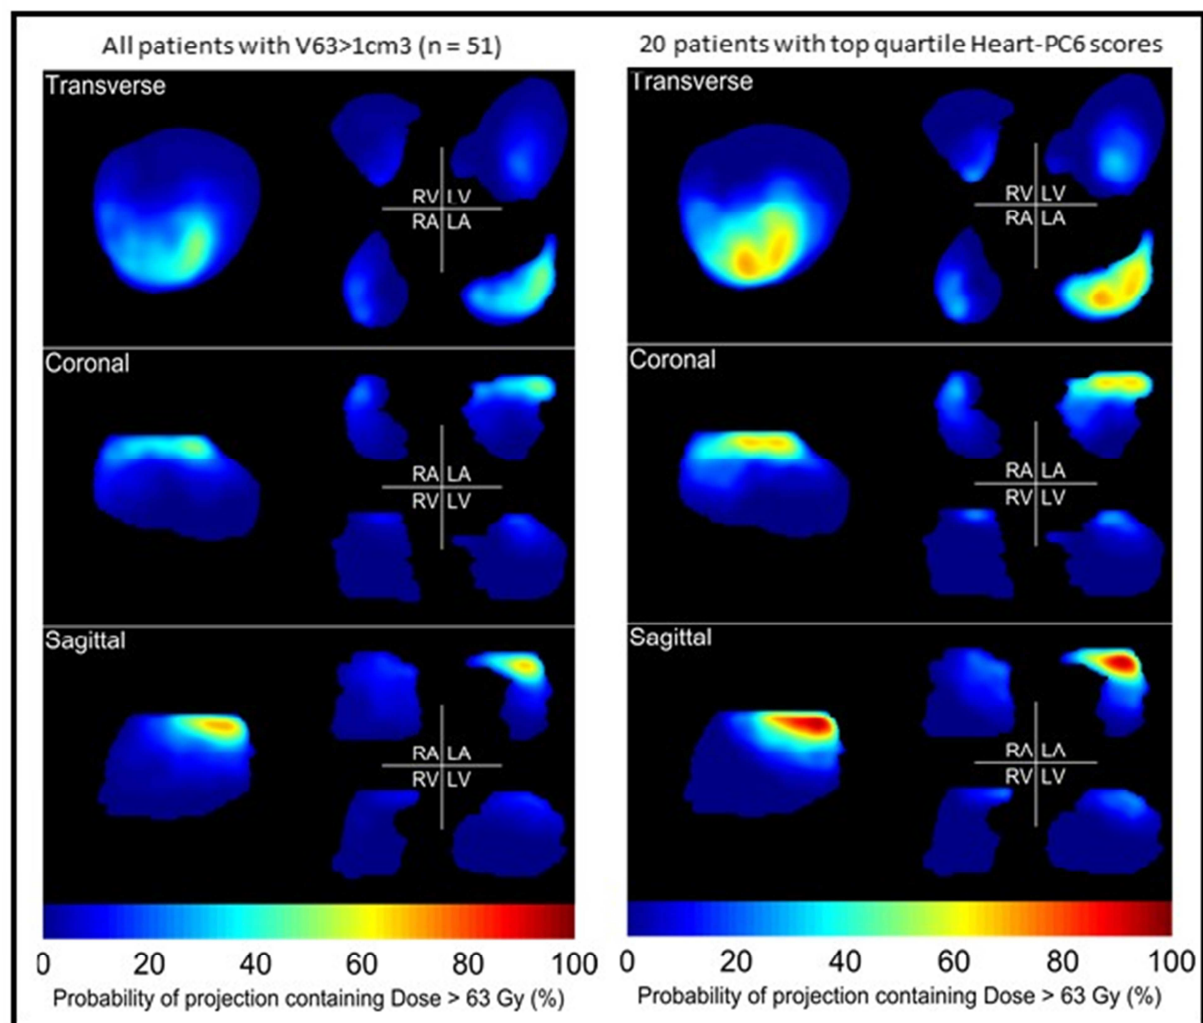 All patients with V63>1cm3 (n = 51)
Transverse
RV LV
RA LA
Coronal
RA LA
RV LV
Sagittal
RA LA
RV LV
0 20 40 60 80 100
Probability of projection containing Dose > 63 Gy (%)
20 patients with top quartile Heart-PC6 scores
Transverse
RV LV
RA LA
Coronal
RA LA
RV LV
Sagittal
RA LA
RV LV
0 20 40 60 80 100
Probability of projection containing Dose > 63 Gy (%)